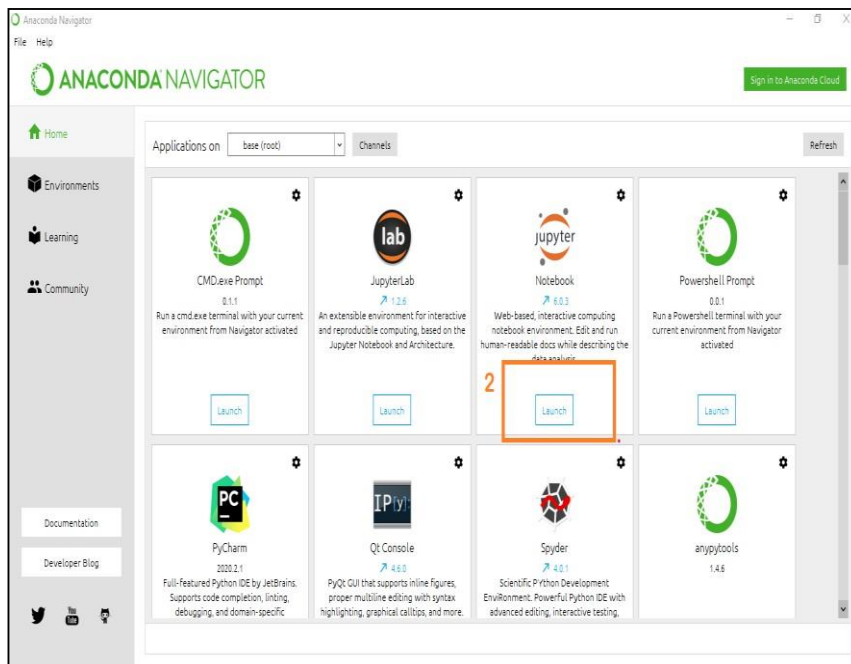 Anaconda Navigator
File Help
ANACONDA NAVIGATOR
Sign in to Anaconda Cloud
Home
Applications on base (root) Channels Refresh
Environments
Learning
Community
Documentation
Developer Blog
CMD.exe Prompt
0.1.1
Run a cmd.exe terminal with your current
environment from Navigator activated
Launch
lab
JupyterLab
1.2.6
An extensible environment for interactive
and reproducible computing, based on the
Jupyter Notebook and Architecture.
Launch
jupyter
Notebook
6.0.3
Web-based, interactive computing
notebook environment. Edit and run
human-readable docs while describing the
data analysis.
2
Launch
Powershell Prompt
0.0.1
Run a Powershell terminal with your
current environment from Navigator
activated
Launch
PC
PyCharm
2020.2.1
Full-featured Python IDE by JetBrains.
Supports code completion, linting,
debugging, and domain-specific
IP[y]:
Qt Console
4.6.0
PyQt GUI that supports inline figures,
proper multiline editing with syntax
highlighting, graphical calltips, and more.
Spyder
4.0.1
Scientific PYthon Development
EnviRonment. Powerful Python IDE with
advanced editing, interactive testing,
anypytools
1.4.6
You
Tube